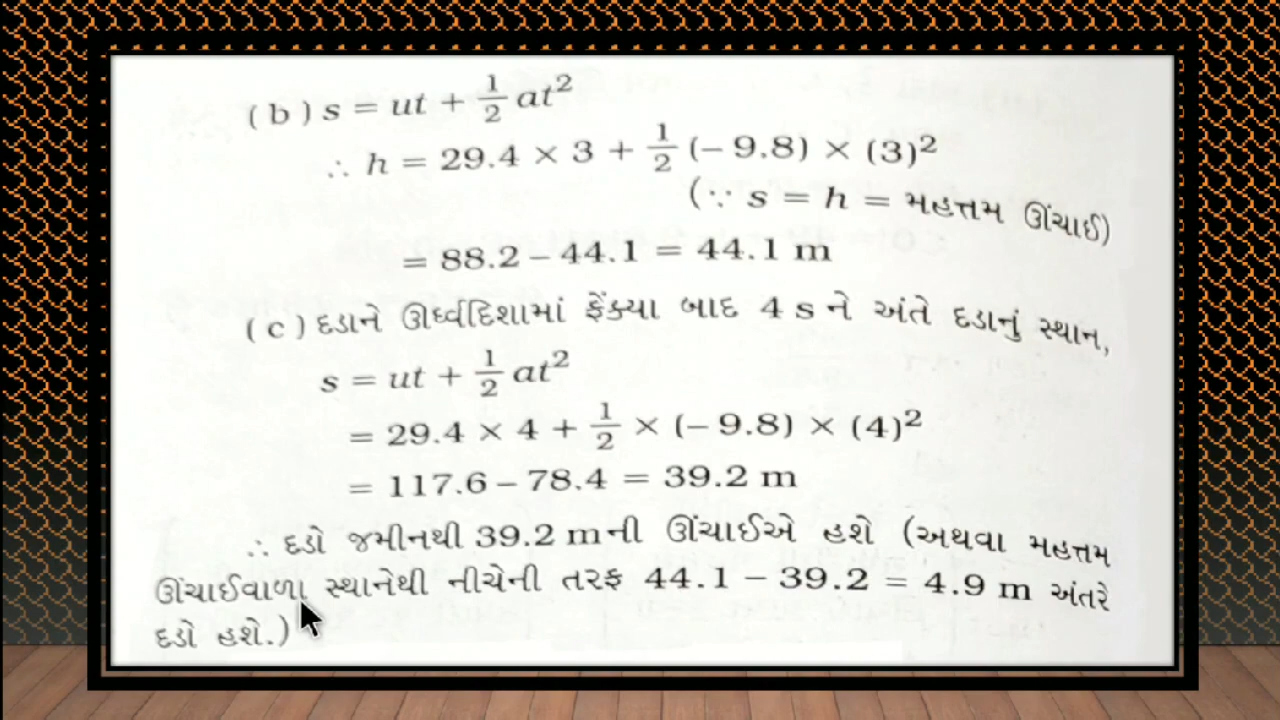 (b) s = ut + 1/2 at²
∴ h = 29.4 × 3 + 1/2 (– 9.8) × (3)²
(∵ s = h = મહત્તમ ઊંચાઈ)
= 88.2 – 44.1 = 44.1 m
(c) દડાને ઊર્ધ્વદિશામાં ફેંક્યા બાદ 4 s ને અંતે દડાનું સ્થાન,
s = ut + 1/2 at²
= 29.4 × 4 + 1/2 × (– 9.8) × (4)²
= 117.6 – 78.4 = 39.2 m
∴ દડો જમીનથી 39.2 mની ઊંચાઈએ હશે (અથવા મહત્તમ
ઊંચાઈવાળા સ્થાનેથી નીચેની તરફ 44.1 – 39.2 = 4.9 m અંતરે
દડો હશે.)